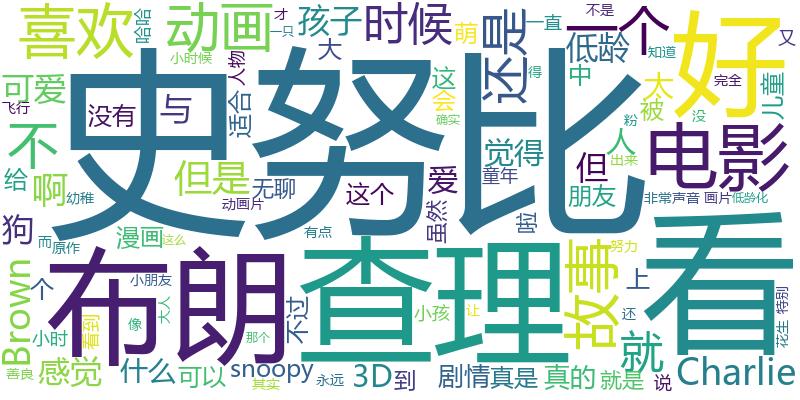 喜欢
哈哈
动画
才
一只
小时候
孩子
时候
大
萌
一直
还是
不是
一个
低龄
知道
好
又
可爱
人物
这
会
确实
中
太
被
完全
儿童
飞行
没有
与
适合
史努比
得
粉
没
不
给
啊
幼稚
但是
无聊
动画片
这个
有点
爱
虽然
觉得
童年
啦
但
人
朋友
出来
电影
非常
声音
画片
低龄化
看
狗
而
原作
漫画
这么
布朗
查理
故事
努力
上
还
花生
特别
Brown
个
小时
看到
小朋友
像
大人
那个
不过
小孩
让
就
感觉
善良
什么
可以
其实
snoopy
永远
3D
到
剧情
真是
真的
就是
说
Charlie